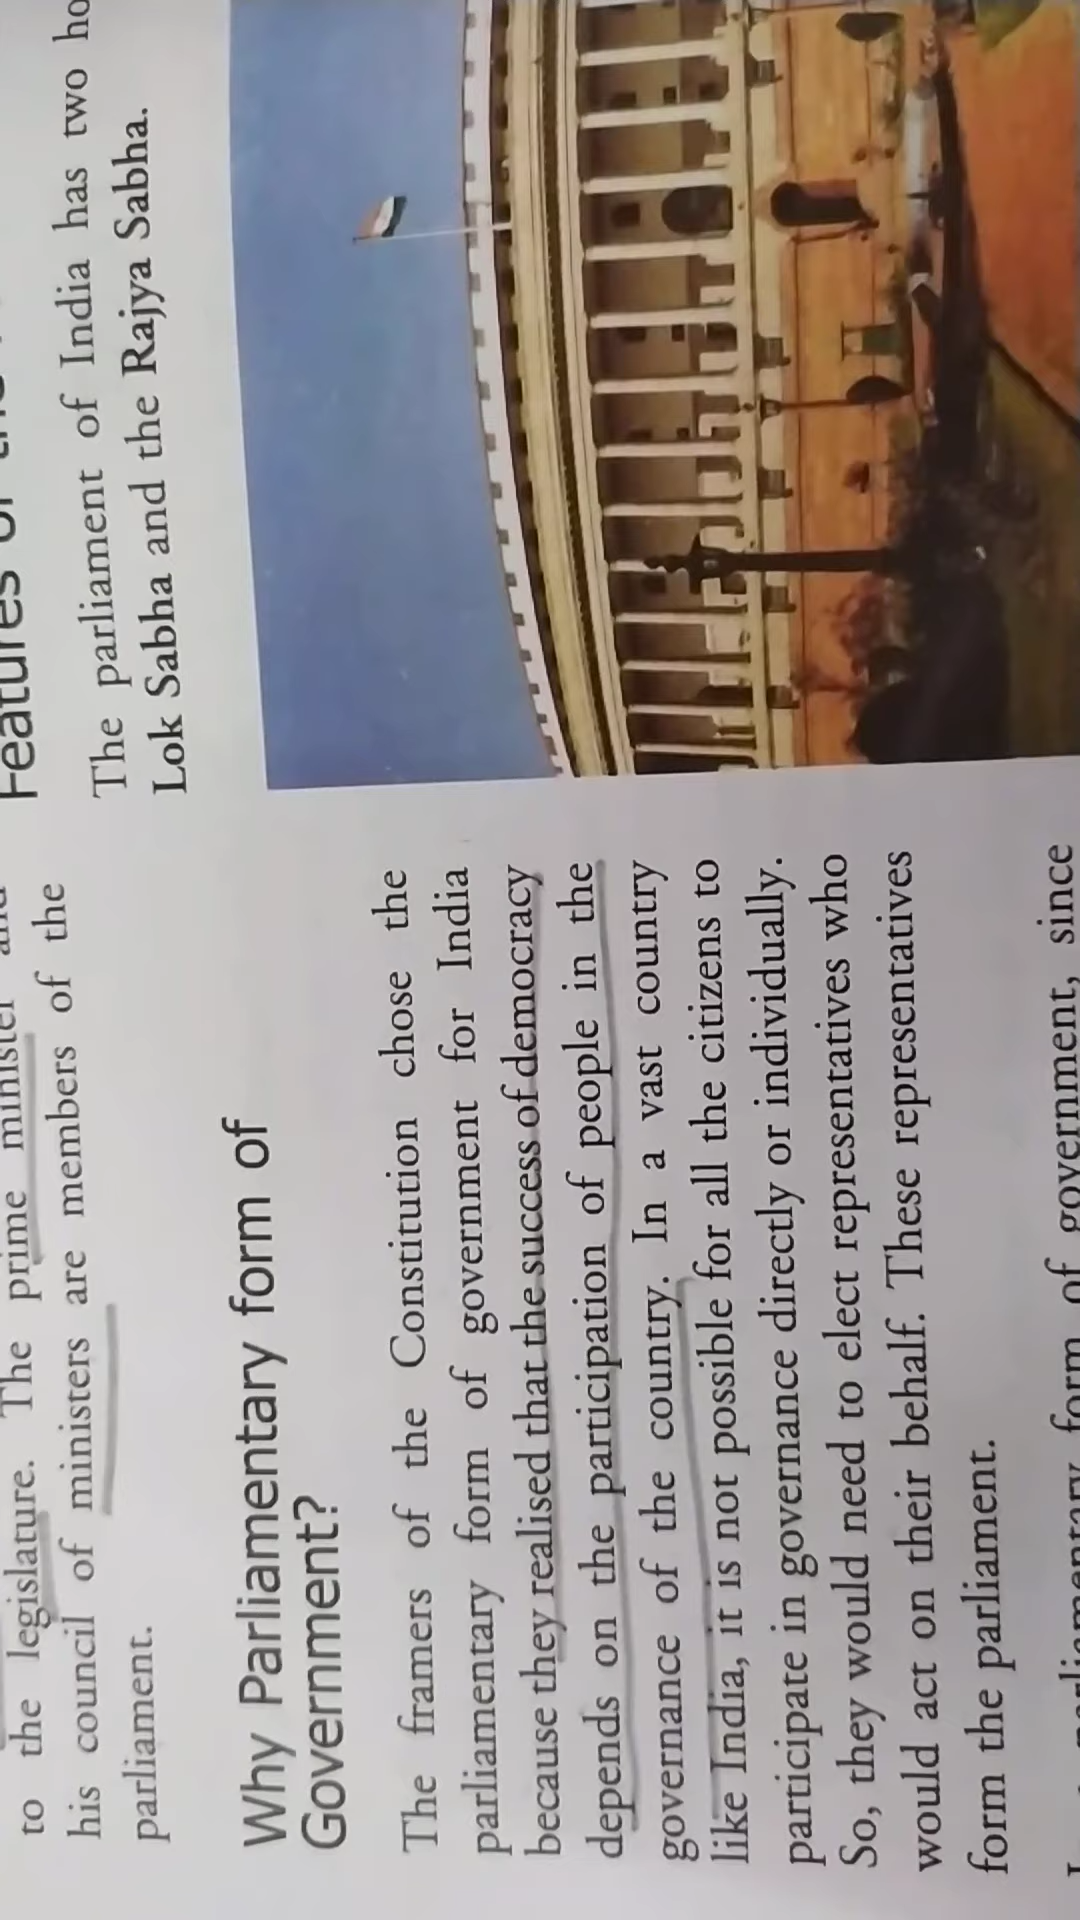 to the legislature. The prime minister and
his council of ministers are members of the
parliament.
Why Parliamentary form of
Government?
The framers of the Constitution chose the
parliamentary form of government for India
because they realised that the success of democracy
depends on the participation of people in the
governance of the country. In a vast country
like India, it is not possible for all the citizens to
participate in governance directly or individually.
So, they would need to elect representatives who
would act on their behalf. These representatives
form the parliament.
parliamentary form of government, since
Features of the
The parliament of India has two
Lok Sabha and the Rajya Sabha.